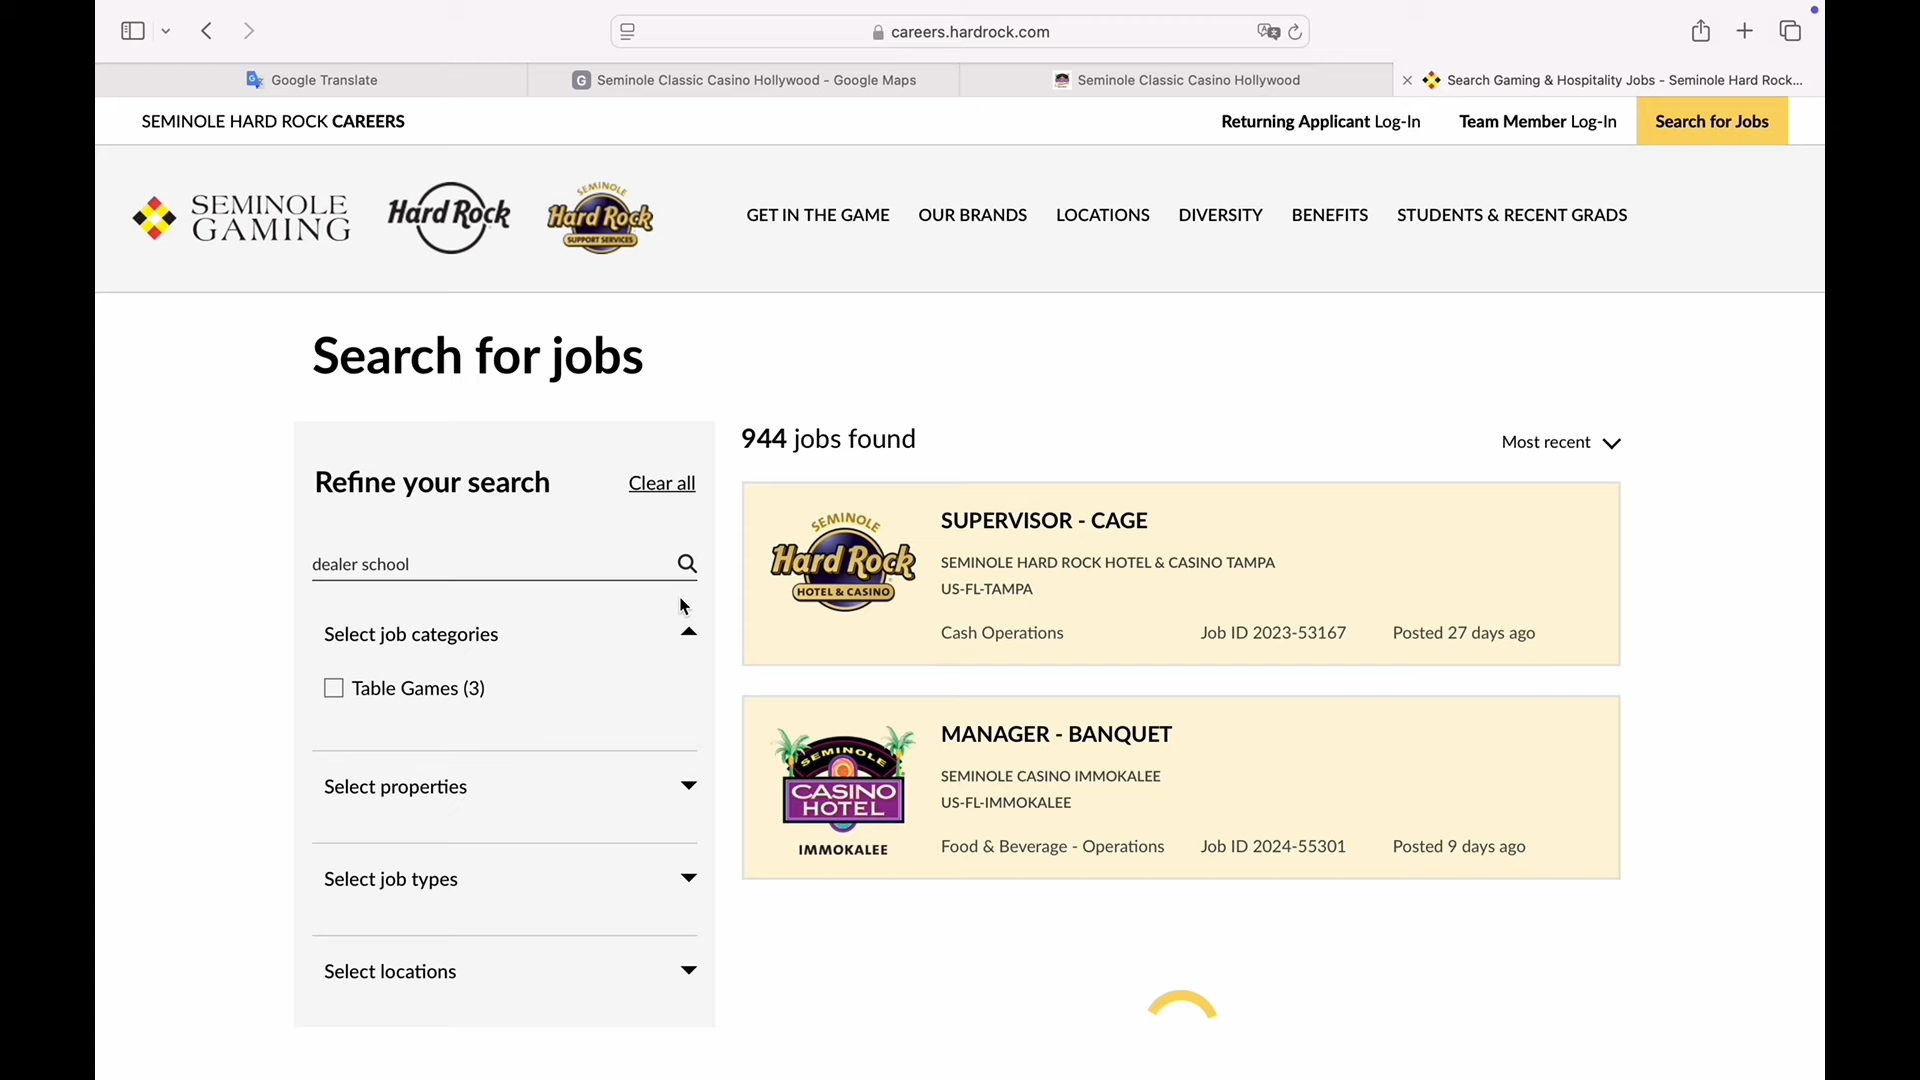 careers.hardrock.com
Google Translate
G Seminole Classic Casino Hollywood - Google Maps
Seminole Classic Casino Hollywood
Search Gaming & Hospitality Jobs - Seminole Hard Rock...
SEMINOLE HARD ROCK CAREERS
Returning Applicant Log-In
Team Member Log-In
Search for Jobs
SEMINOLE
GAMING
Hard Rock
SEMINOLE
Hard Rock
SUPPORT SERVICES
GET IN THE GAME
OUR BRANDS
LOCATIONS
DIVERSITY
BENEFITS
STUDENTS & RECENT GRADS
Search for jobs
Refine your search
Clear all
dealer school
Select job categories
Table Games (3)
Select properties
Select job types
Select locations
944 jobs found
Most recent
SEMINOLE
Hard Rock
HOTEL & CASINO
SUPERVISOR - CAGE
SEMINOLE HARD ROCK HOTEL & CASINO TAMPA
US-FL-TAMPA
Cash Operations
Job ID 2023-53167
Posted 27 days ago
SEMINOLE
CASINO
HOTEL
IMMOKALEE
MANAGER - BANQUET
SEMINOLE CASINO IMMOKALEE
US-FL-IMMOKALEE
Food & Beverage - Operations
Job ID 2024-55301
Posted 9 days ago